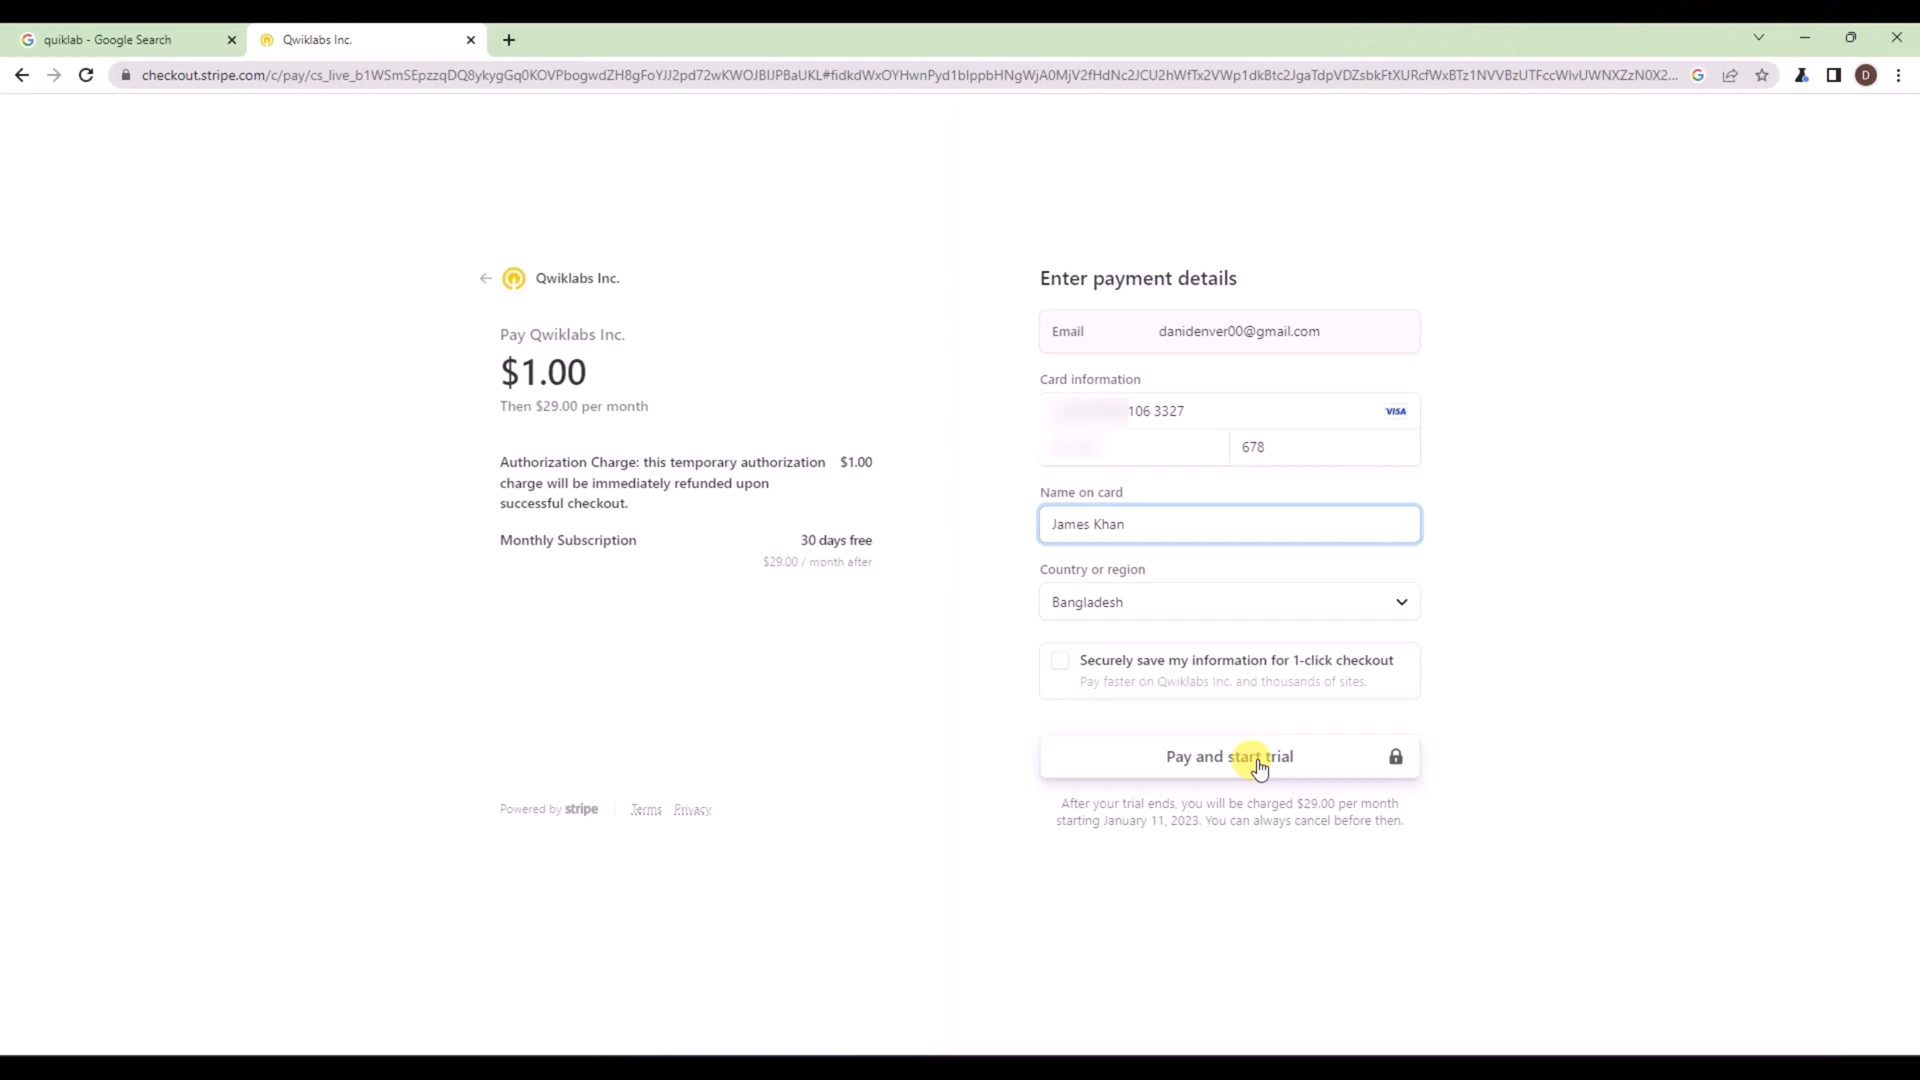 quiklab - Google Search
Qwiklabs Inc.
checkout.stripe.com/c/pay/
D
Qwiklabs Inc.
Pay Qwiklabs Inc.
$1.00
Then $29.00 per month
Authorization Charge: this temporary authorization $1.00
charge will be immediately refunded upon
successful checkout.
Monthly Subscription 30 days free
$29.00 / month after
Powered by stripe Terms Privacy
Enter payment details
Email danidenver00@gmail.com
Card information
106 3327 VISA
678
Name on card
James Khan
Country or region
Bangladesh
Securely save my information for 1-click checkout
Pay faster on Qwiklabs Inc. and thousands of sites.
Pay and start trial
After your trial ends, you will be charged $29.00 per month
starting January 11, 2023. You can always cancel before then.